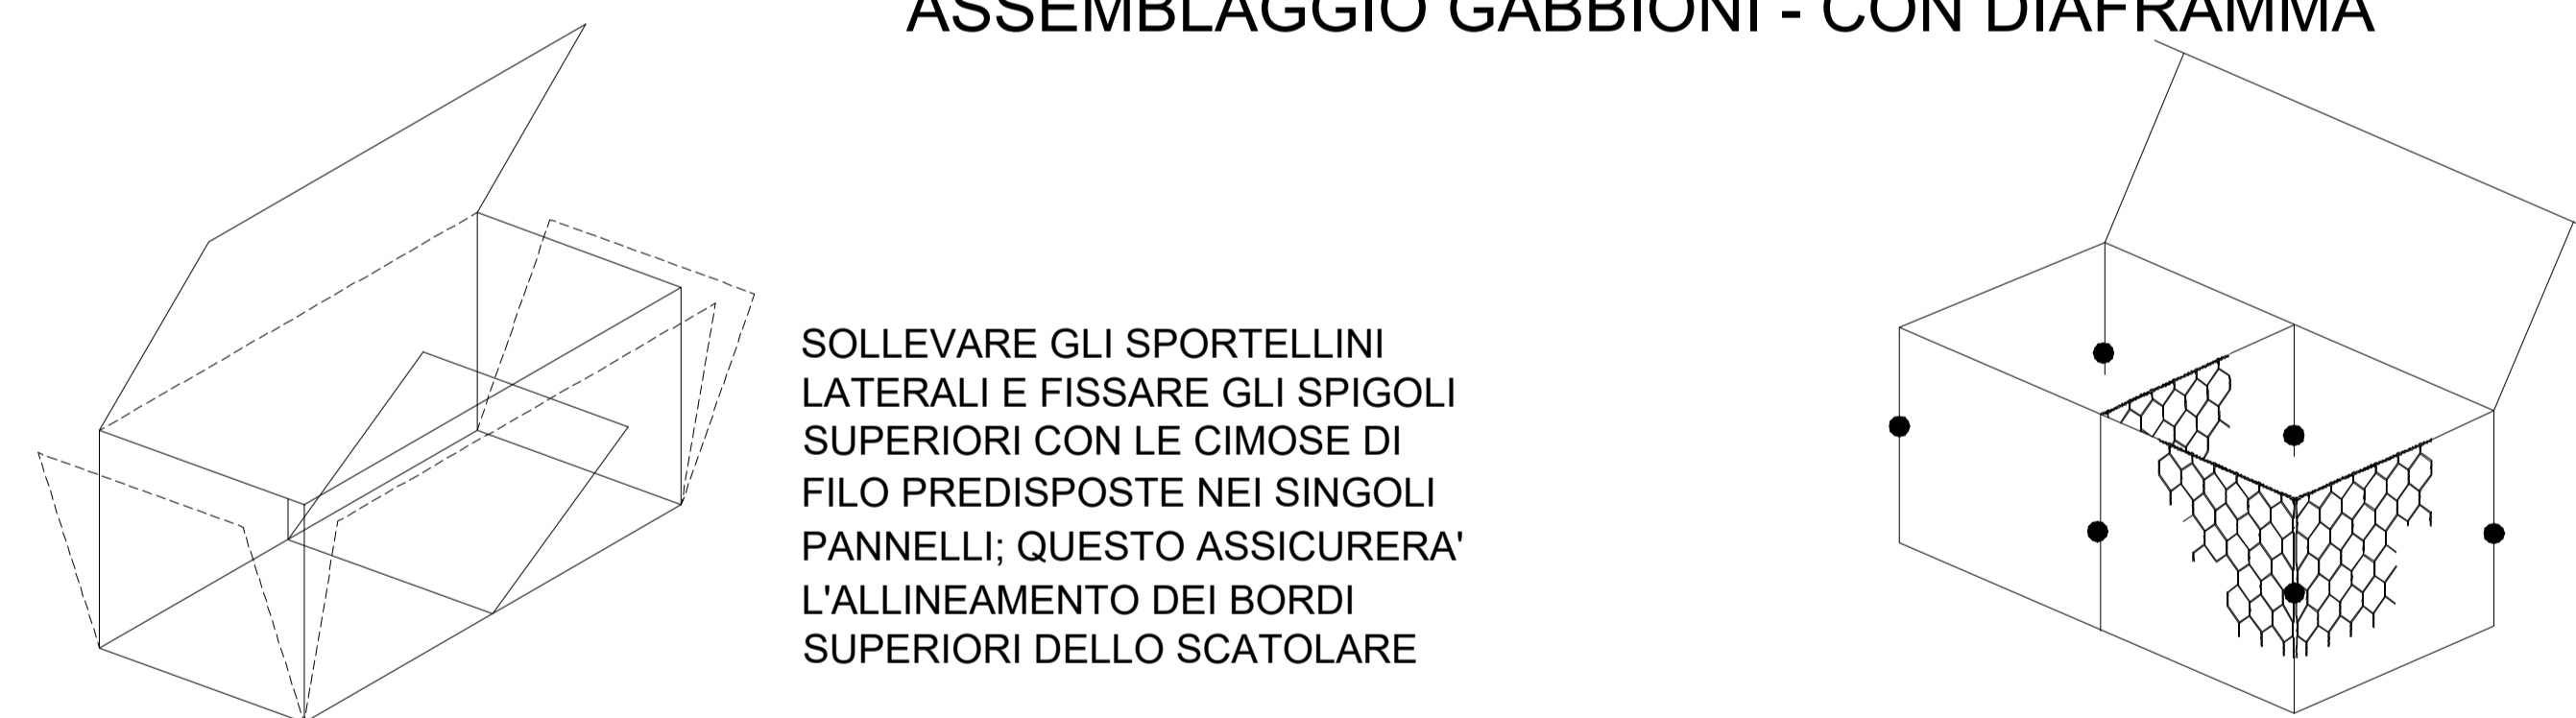 ASSEMBLAGGIO GABBIONI - CON DIAFRAMMA
SOLLEVARE GLI SPORTELLINI
LATERALI E FISSARE GLI SPIGOLI
SUPERIORI CON LE CIMOSE DI
FILO PREDISPOSTE NEI SINGOLI
PANNELLI; QUESTO ASSICURERA'
L'ALLINEAMENTO DEI BORDI
SUPERIORI DELLO SCATOLARE